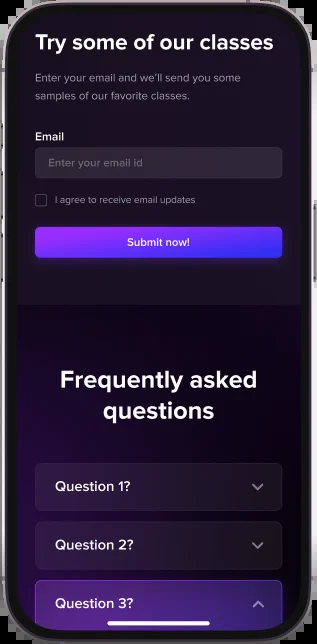 Try some of our classes
Enter your email and we'll send you some
samples of our favorite classes.
Email
Enter your email id
I agree to receive email updates
Submit now!
Frequently asked
questions
Question 1?
Question 2?
Question 3?